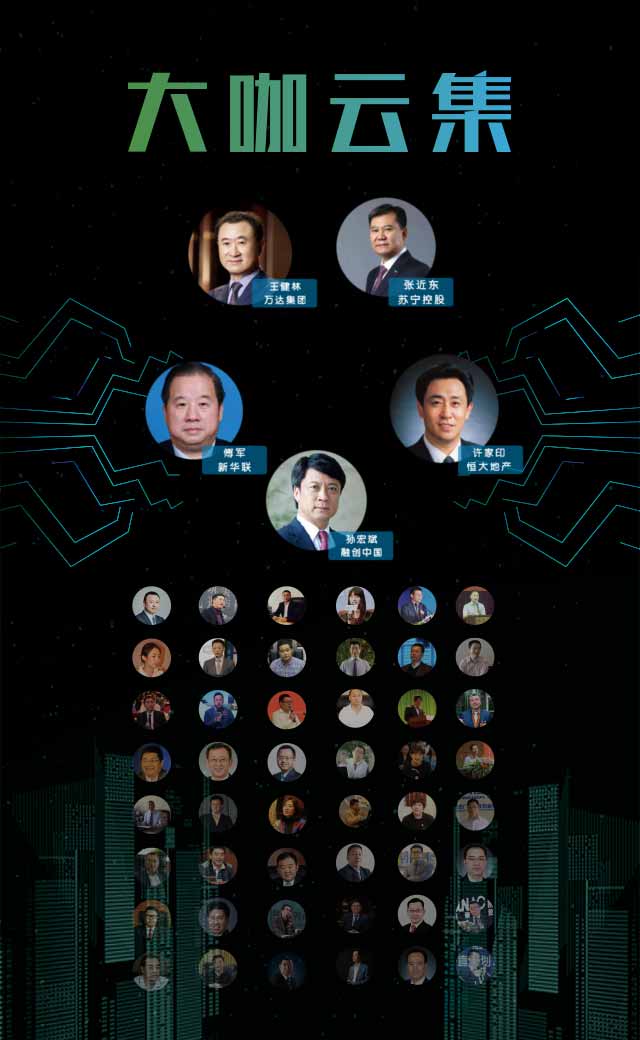 大咖云集
王健林
万达集团
张近东
苏宁控股
傅军
新华联
许家印
恒大地产
孙宏斌
融创中国